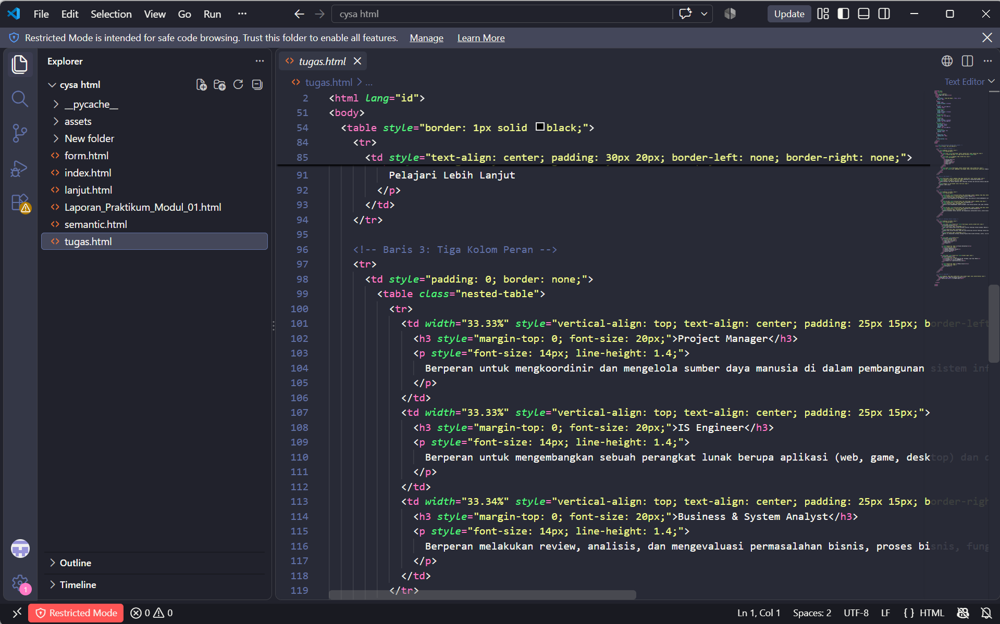 File Edit Selection View Go Run ...
cysa html
Update
Restricted Mode is intended for safe code browsing. Trust this folder to enable all features. Manage Learn More
Explorer
cysa html
__pycache__
assets
New folder
form.html
index.html
lanjut.html
Laporan_Praktikum_Modul_01.html
semantic.html
tugas.html
Outline
Timeline
1
tugas.html
tugas.html > ...
Text Editor
2 <html lang="id">
51 <body>
54 <table style="border: 1px solid black;">
84 <tr>
85 <td style="text-align: center; padding: 30px 20px; border-left: none; border-right: none;">
91 Pelajari Lebih Lanjut
92 </p>
93 </td>
94 </tr>
95
96 <!-- Baris 3: Tiga Kolom Peran -->
97 <tr>
98 <td style="padding: 0; border: none;">
99 <table class="nested-table">
100 <tr>
101 <td width="33.33%" style="vertical-align: top; text-align: center; padding: 25px 15px; border-left
102 <h3 style="margin-top: 0; font-size: 20px;">Project Manager</h3>
103 <p style="font-size: 14px; line-height: 1.4;">
104 Berperan untuk mengkoordinir dan mengelola sumber daya manusia di dalam pembangunan sistem inf
105 </p>
106 </td>
107 <td width="33.33%" style="vertical-align: top; text-align: center; padding: 25px 15px;">
108 <h3 style="margin-top: 0; font-size: 20px;">IS Engineer</h3>
109 <p style="font-size: 14px; line-height: 1.4;">
110 Berperan untuk mengembangkan sebuah perangkat lunak berupa aplikasi (web, game, desktop) dan
111 </p>
112 </td>
113 <td width="33.34%" style="vertical-align: top; text-align: center; padding: 25px 15px; border-righ
114 <h3 style="margin-top: 0; font-size: 20px;">Business & System Analyst</h3>
115 <p style="font-size: 14px; line-height: 1.4;">
116 Berperan melakukan review, analisis, dan mengevaluasi permasalahan bisnis, proses bisnis, fung
117 </p>
118 </td>
119 </tr>
Restricted Mode 0 0
Ln 1, Col 1 Spaces: 2 UTF-8 LF { } HTML